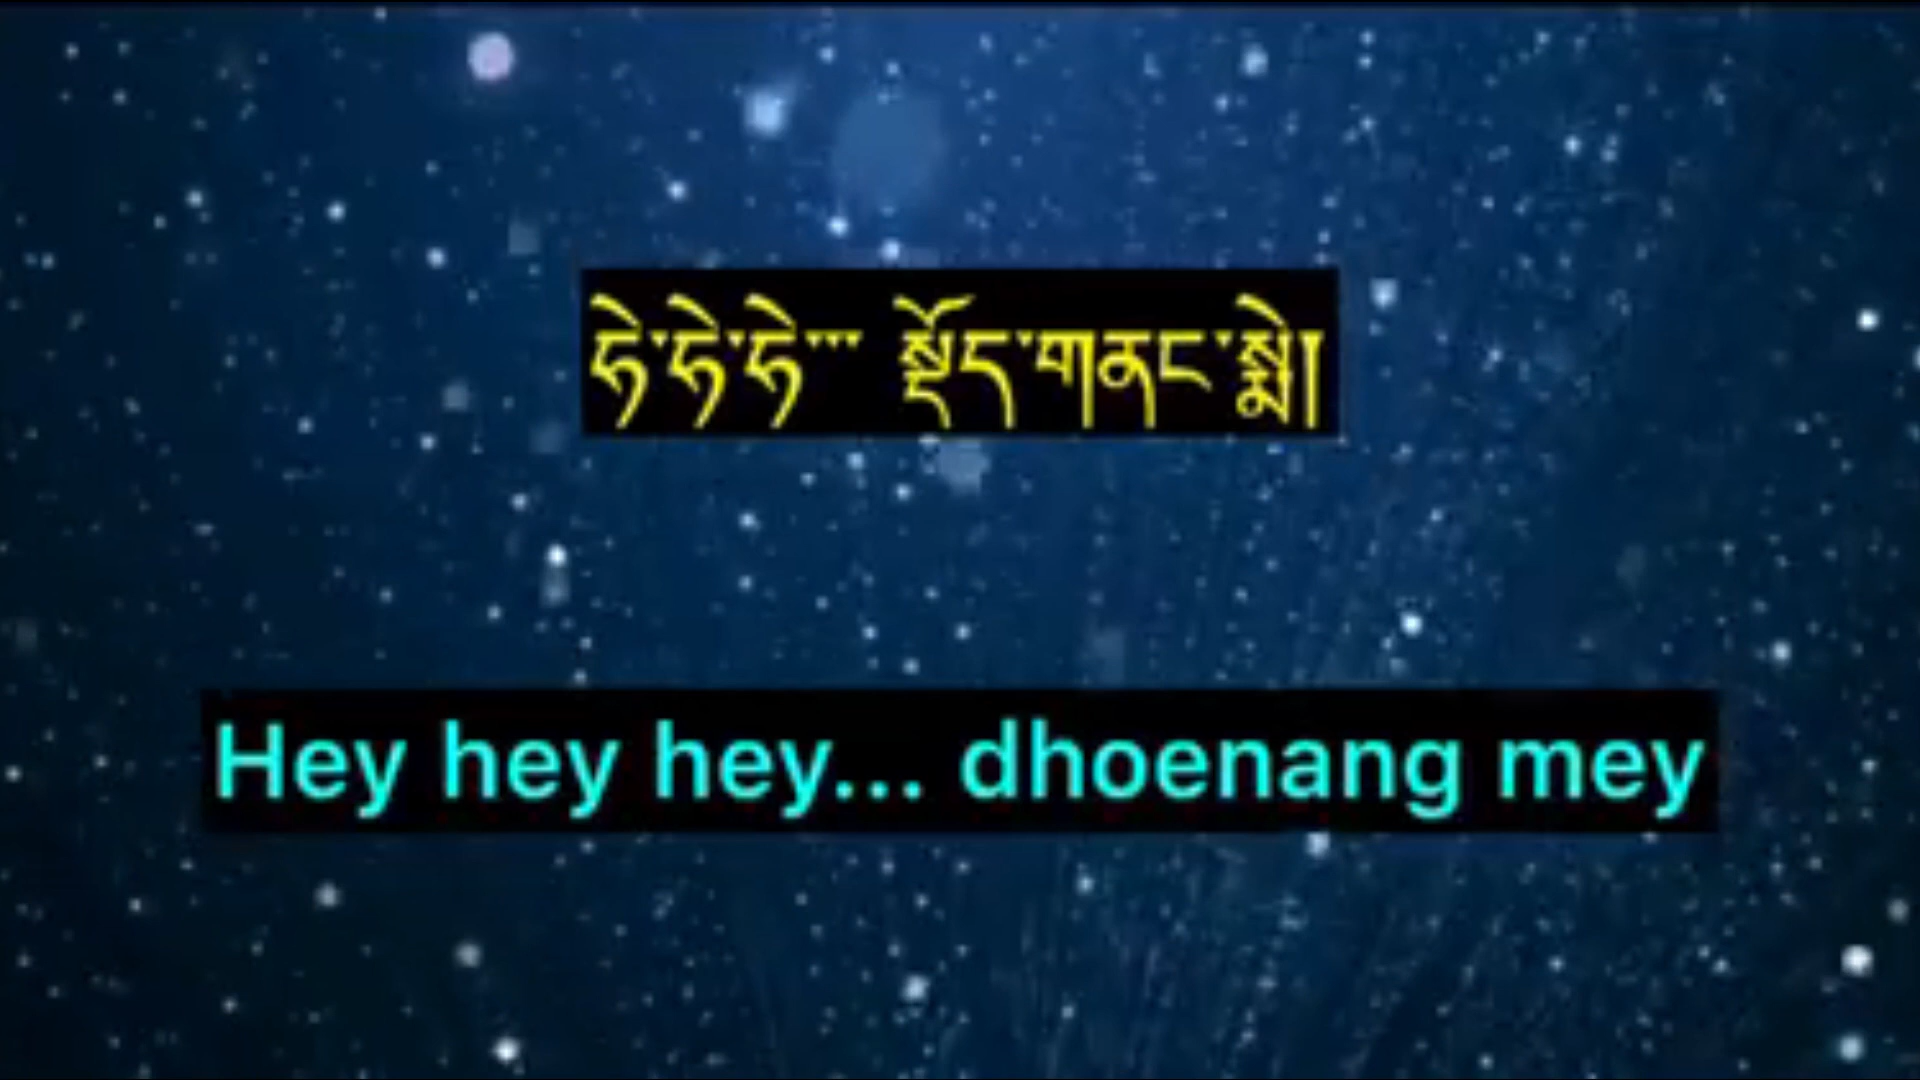 ཧེ་ཧེ་ཧེ་་་ སྡོད་གནང་སྨེ།
Hey hey hey... dhoenang mey